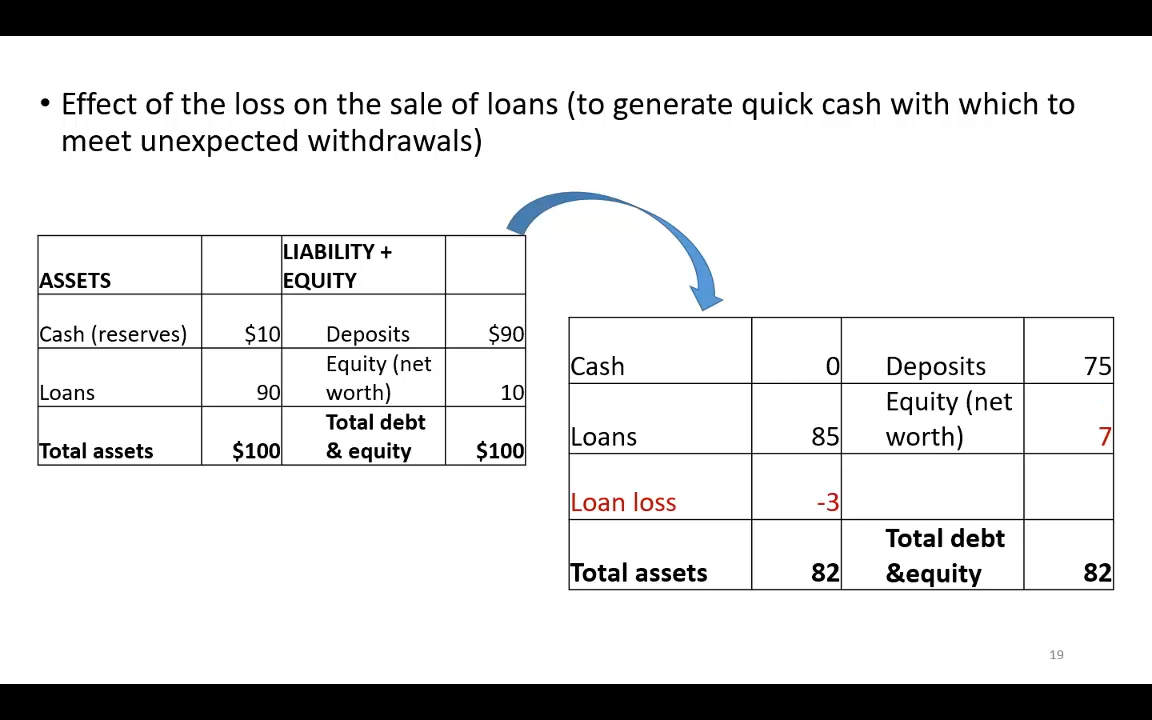 • Effect of the loss on the sale of loans (to generate quick cash with which to
meet unexpected withdrawals)
ASSETS LIABILITY + EQUITY
Cash (reserves) $10 Deposits $90
Loans 90 Equity (net worth) 10
Total assets $100 Total debt & equity $100
Cash 0 Deposits 75
Loans 85 Equity (net worth) 7
Loan loss -3
Total assets 82 Total debt &equity 82
19